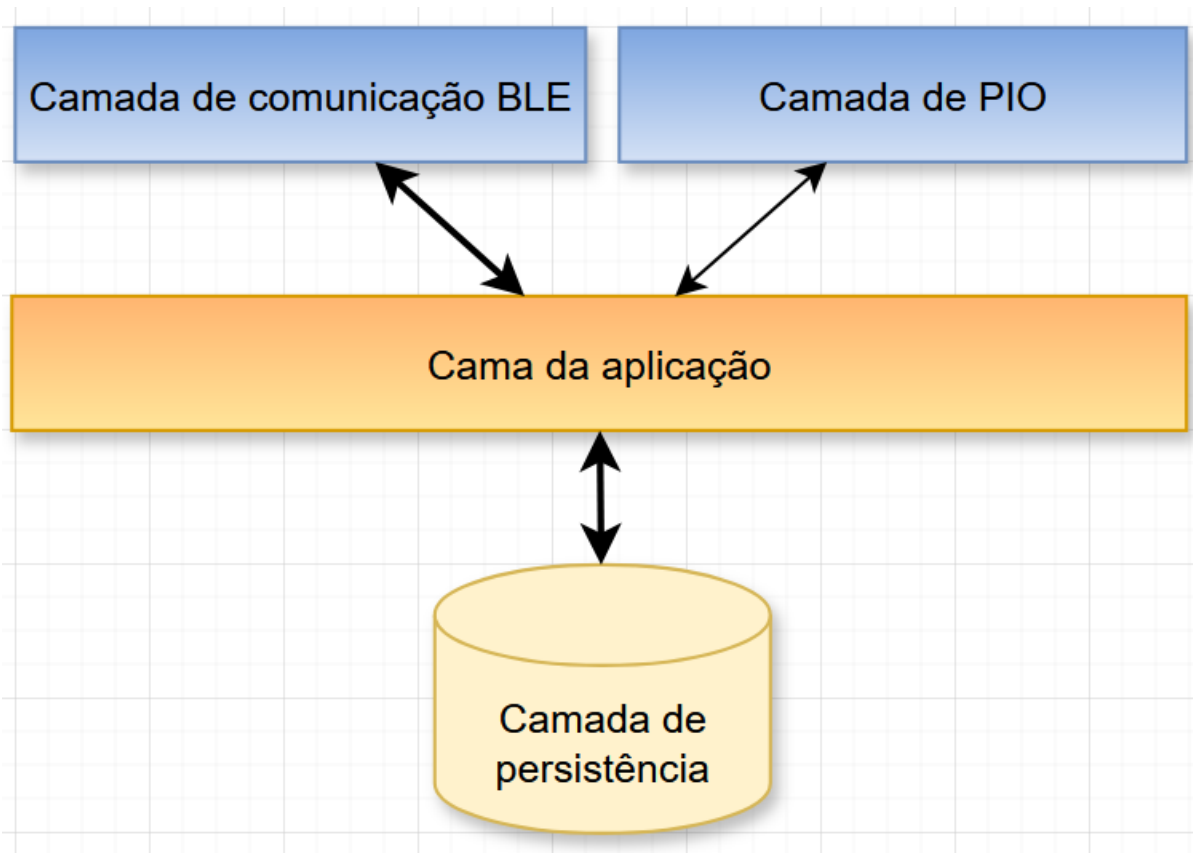 Camada de comunicação BLE
Camada de PIO
Cama da aplicação
Camada de
persistência